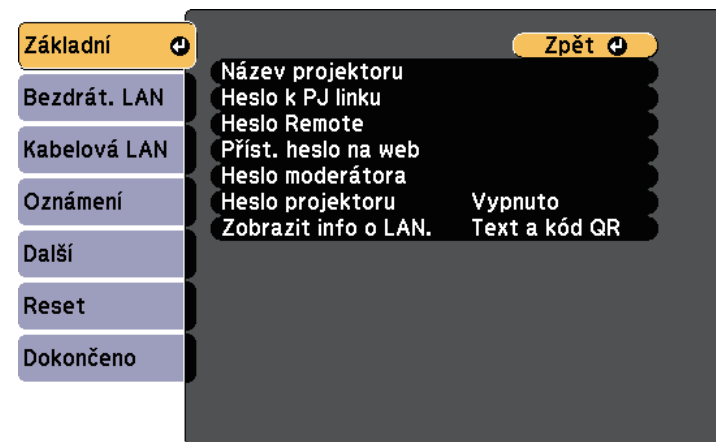 Základní
Bezdrát. LAN
Kabelová LAN
Oznámení
Další
Reset
Dokončeno
Zpět
Název projektoru
Heslo k PJ linku
Heslo Remote
Příst. heslo na web
Heslo moderátora
Heslo projektoru Vypnuto
Zobrazit info o LAN. Text a kód QR